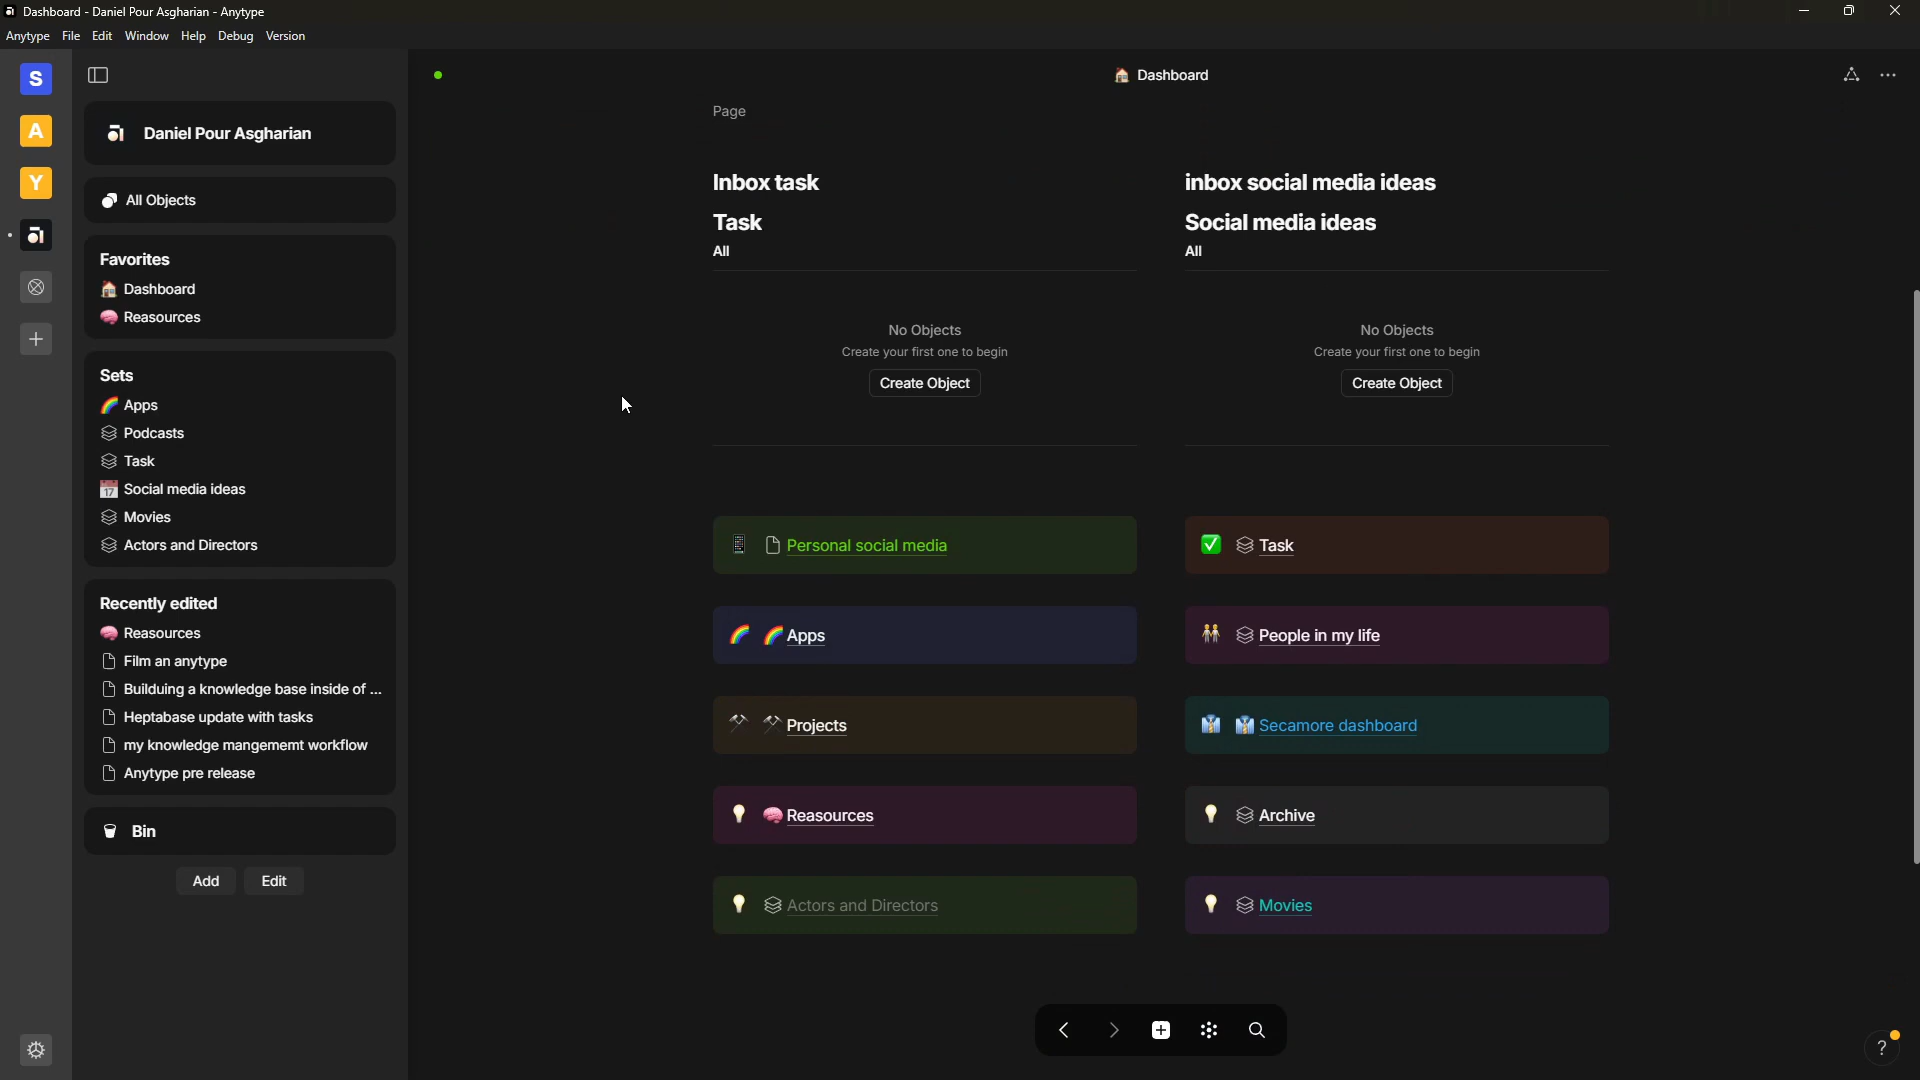 Dashboard - Daniel Pour Asgharian - Anytype
Anytype File Edit Window Help Debug Version
S
A
Y
Daniel Pour Asgharian
All Objects
Favorites
Dashboard
Reasources
Sets
Apps
Podcasts
Task
17 Social media ideas
Movies
Actors and Directors
Recently edited
Reasources
Film an anytype
Builduing a knowledge base inside of ...
Heptabase update with tasks
my knowledge mangememt workflow
Anytype pre release
Bin
Add Edit
Dashboard
Page
Inbox task
Task
All
No Objects
Create your first one to begin
Create Object
inbox social media ideas
Social media ideas
All
No Objects
Create your first one to begin
Create Object
Personal social media
Task
Apps
People in my life
Projects
Secamore dashboard
Reasources
Archive
Actors and Directors
Movies
?